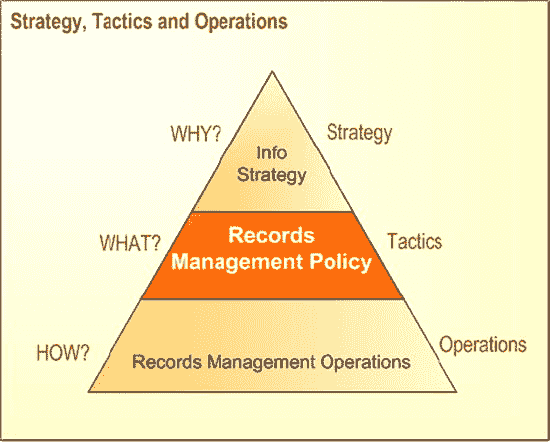 Strategy, Tactics and Operations
WHY?
Strategy
Info
Strategy
WHAT?
Records
Management Policy
Tactics
HOW?
Records Management Operations
Operations